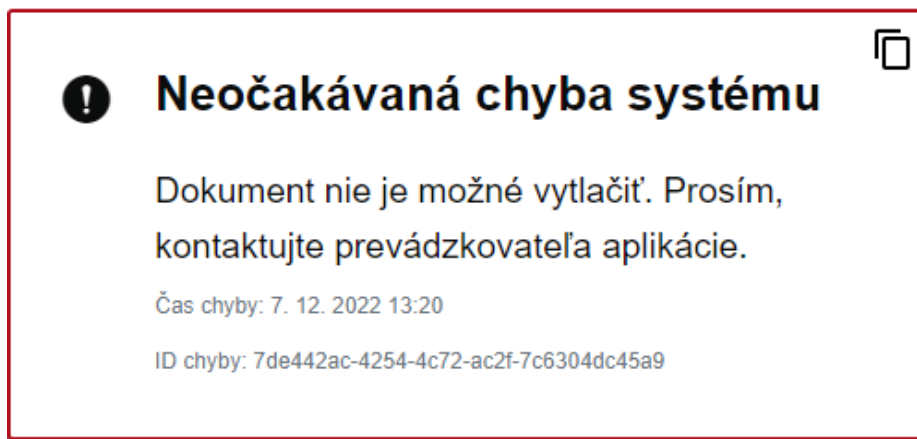 Neočakávaná chyba systému
Dokument nie je možné vytlačiť. Prosím,
kontaktujte prevádzkovateľa aplikácie.
Čas chyby: 7. 12. 2022 13:20
ID chyby: 7de442ac-4254-4c72-ac2f-7c6304dc45a9